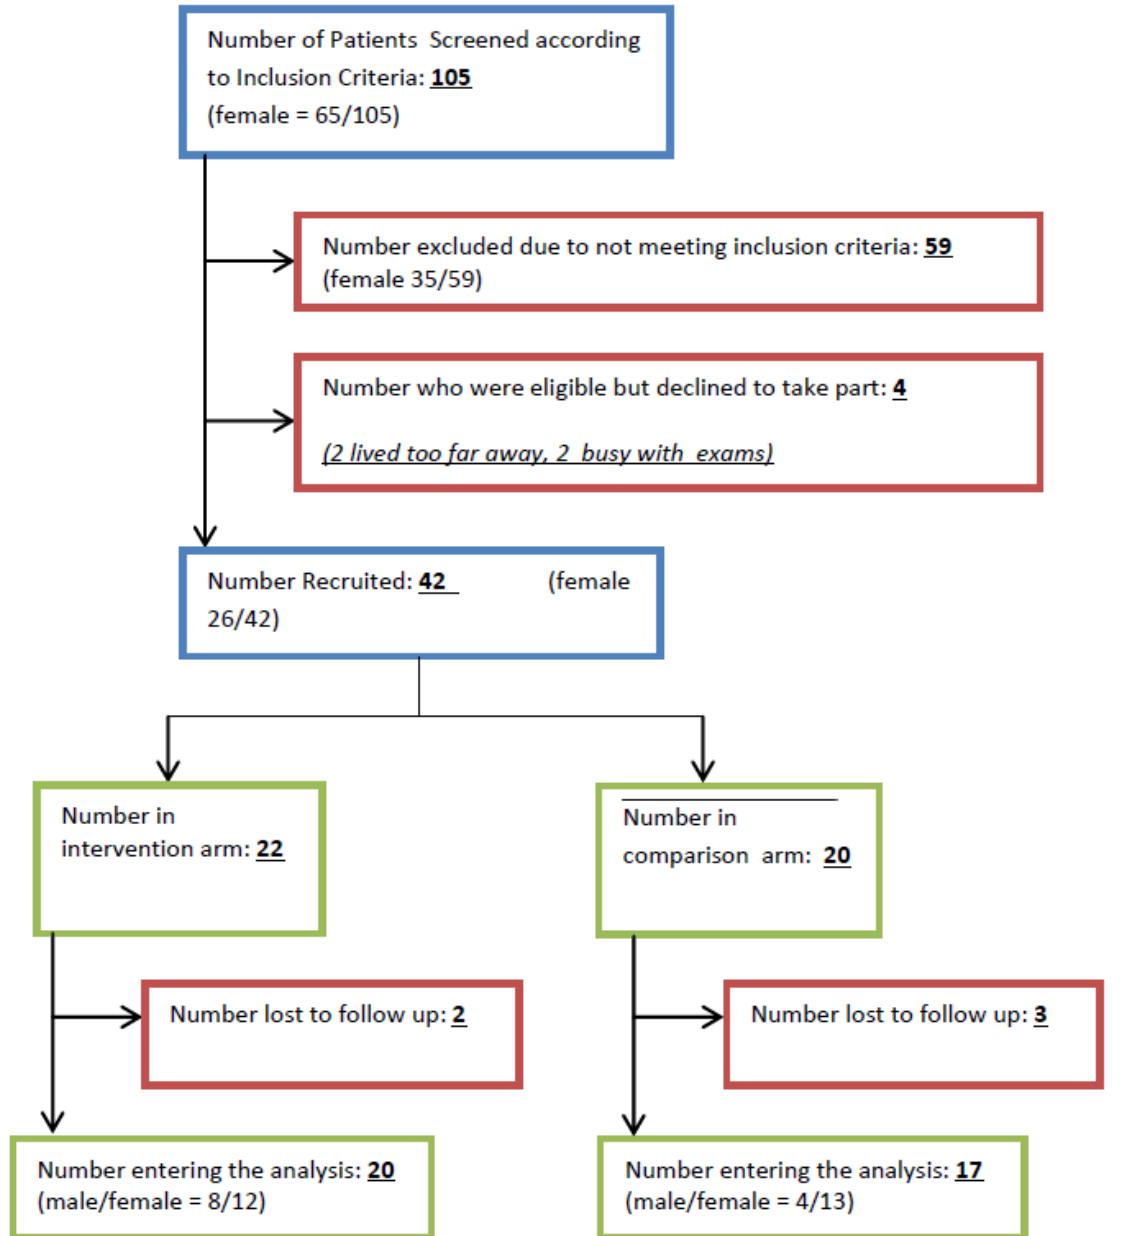 Number of Patients  Screened according
to Inclusion Criteria: 105
(female = 65/105)
Number excluded due to not meeting inclusion criteria: 59
(female 35/59)
Number who were eligible but declined to take part: 4
(2 lived too far away, 2  busy with  exams)
Number Recruited: 42 (female
26/42)
Number in
intervention arm: 22
Number in
comparison  arm:  20
Number lost to follow up: 2
Number lost to follow up: 3
Number entering the analysis: 20
(male/female = 8/12)
Number entering the analysis: 17
(male/female = 4/13)